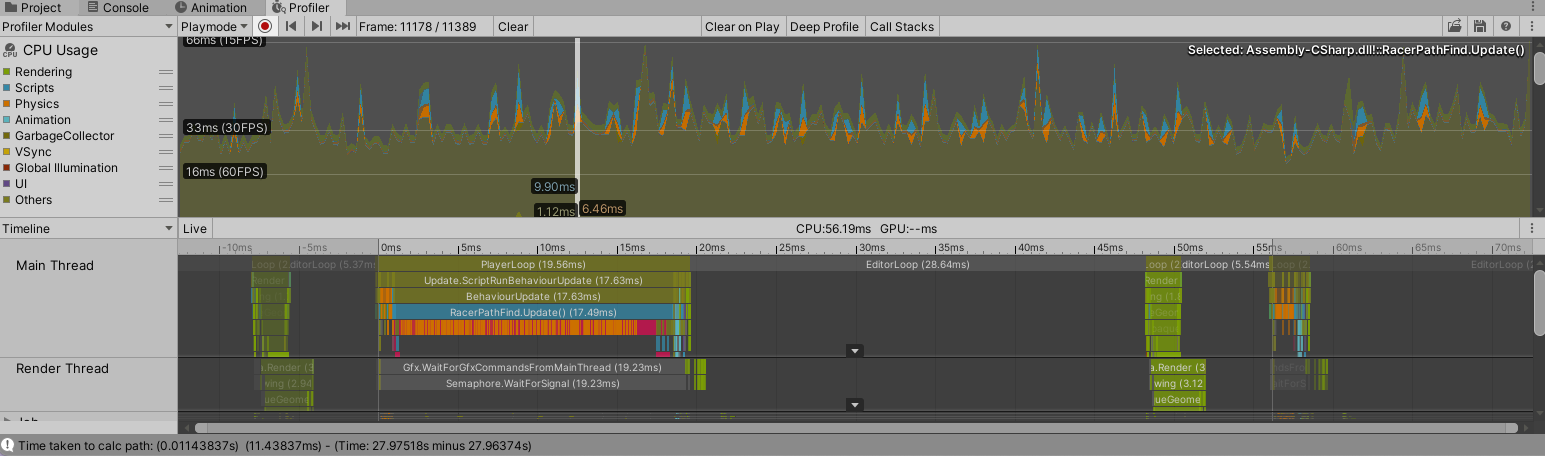 Project Console Animation Profiler
Profiler Modules Playmode Frame: 11178 / 11389 Clear Clear on Play Deep Profile Call Stacks
CPU Usage
Rendering
Scripts
Physics
Animation
GarbageCollector
VSync
Global Illumination
UI
Others
66ms (15FPS)
Selected: Assembly-CSharp.dll!::RacerPathFind.Update()
33ms (30FPS)
16ms (60FPS)
9.90ms
1.12ms 6.46ms
Timeline Live CPU:56.19ms GPU:--ms
-10ms -5ms 0ms 5ms 10ms 15ms 20ms 25ms 30ms 35ms 40ms 45ms 50ms 55ms 60ms 65ms 70ms
Main Thread
Loop (2 ditorLoop (5.37m PlayerLoop (19.56ms) EditorLoop (28.64ms) Loop (2 ditorLoop (5.54ms EditorLoop (2
Render Update.ScriptRunBehaviourUpdate (17.63ms) Render
BehaviourUpdate (17.63ms)
RacerPathFind.Update() (17.49ms)
Render Thread
a.Render (3 Gfx.WaitForGfxCommandsFromMainThread (19.23ms) a.Render (3
wing (2.94 Semaphore.WaitForSignal (19.23ms) wing (3.12
ueGeome ueGeome
Time taken to calc path: (0.01143837s) (11.43837ms) - (Time: 27.97518s minus 27.96374s)